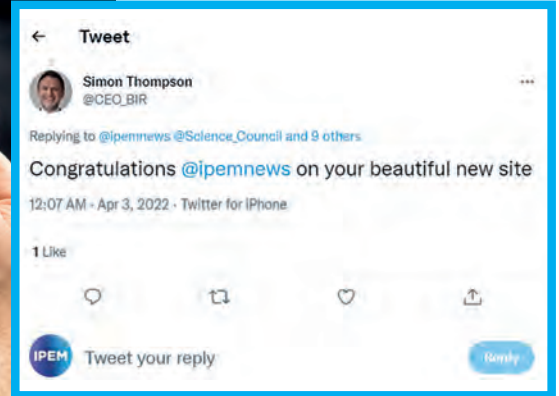 Tweet
Simon Thompson
@CEO_BIR
Replying to @ipemnews @Science_Council and 9 others
Congratulations @ipemnews on your beautiful new site
12:07 AM · Apr 3, 2022 · Twitter for iPhone
1 Like
IPEM Tweet your reply Reply